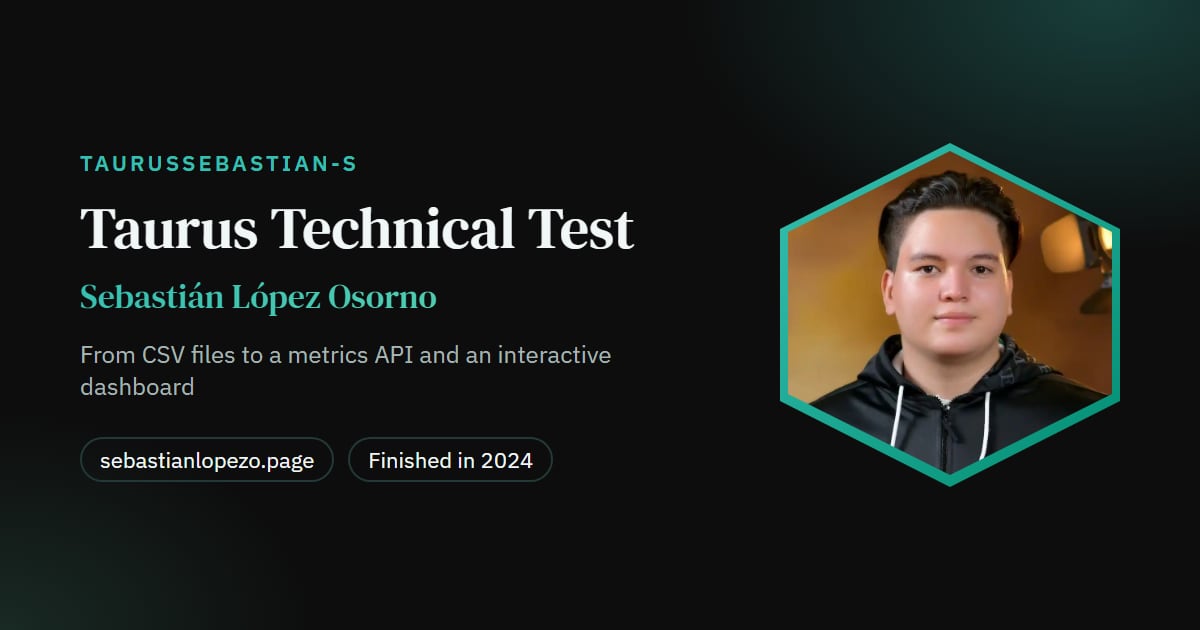 TAURUSSEBASTIAN-S
Taurus Technical Test
Sebastián López Osorno
From CSV files to a metrics API and an interactive
dashboard
sebastianlopezo.page
Finished in 2024